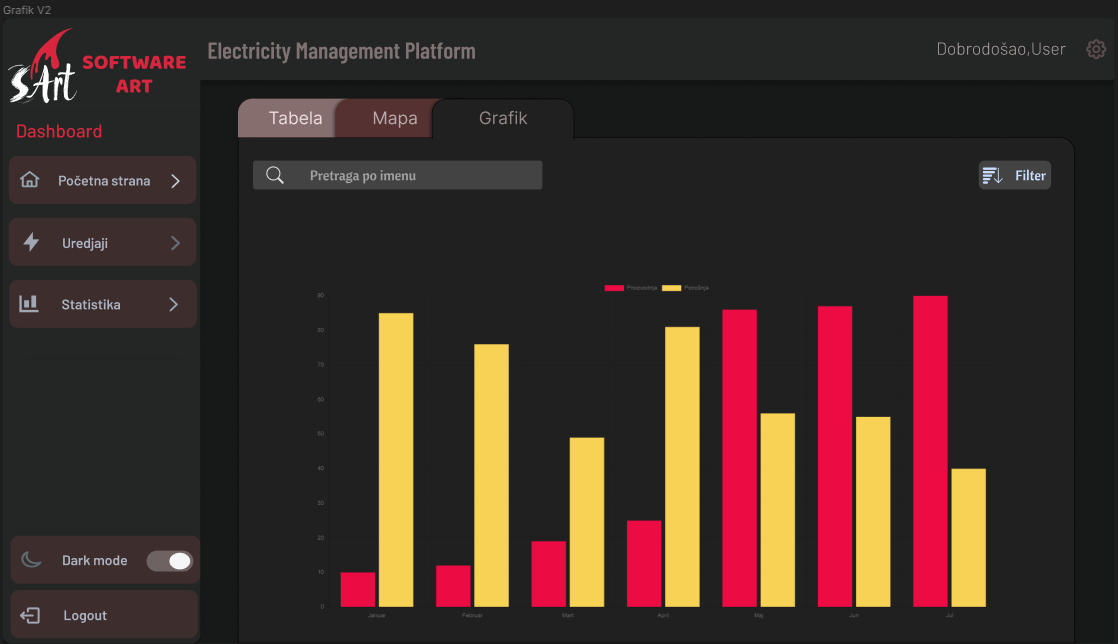 Grafik V2
sArt
SOFTWARE
ART
Electricity Management Platform
Dobrodošao,User
Dashboard
Početna strana
Uredjaji
Statistika
Dark mode
Logout
Tabela
Mapa
Grafik
Pretraga po imenu
Filter
Proizvodnja
Potrošnja
90
80
70
60
50
40
30
20
10
0
Januar
Februar
Mart
April
Maj
Jun
Jul